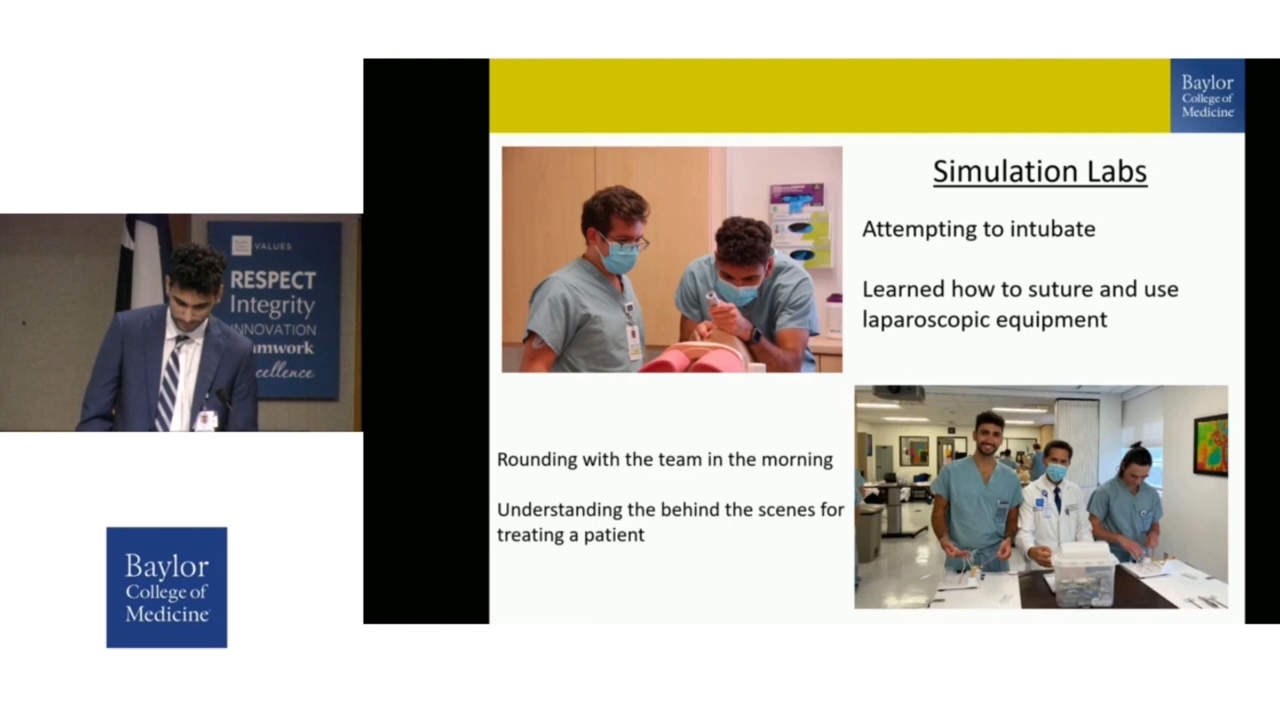 VALUES
RESPECT
Integrity
INNOVATION
amwork
cellence
Baylor
College of
Medicine
Baylor
College of
Medicine
Simulation Labs
Attempting to intubate
Learned how to suture and use
laparoscopic equipment
Rounding with the team in the morning
Understanding the behind the scenes for
treating a patient